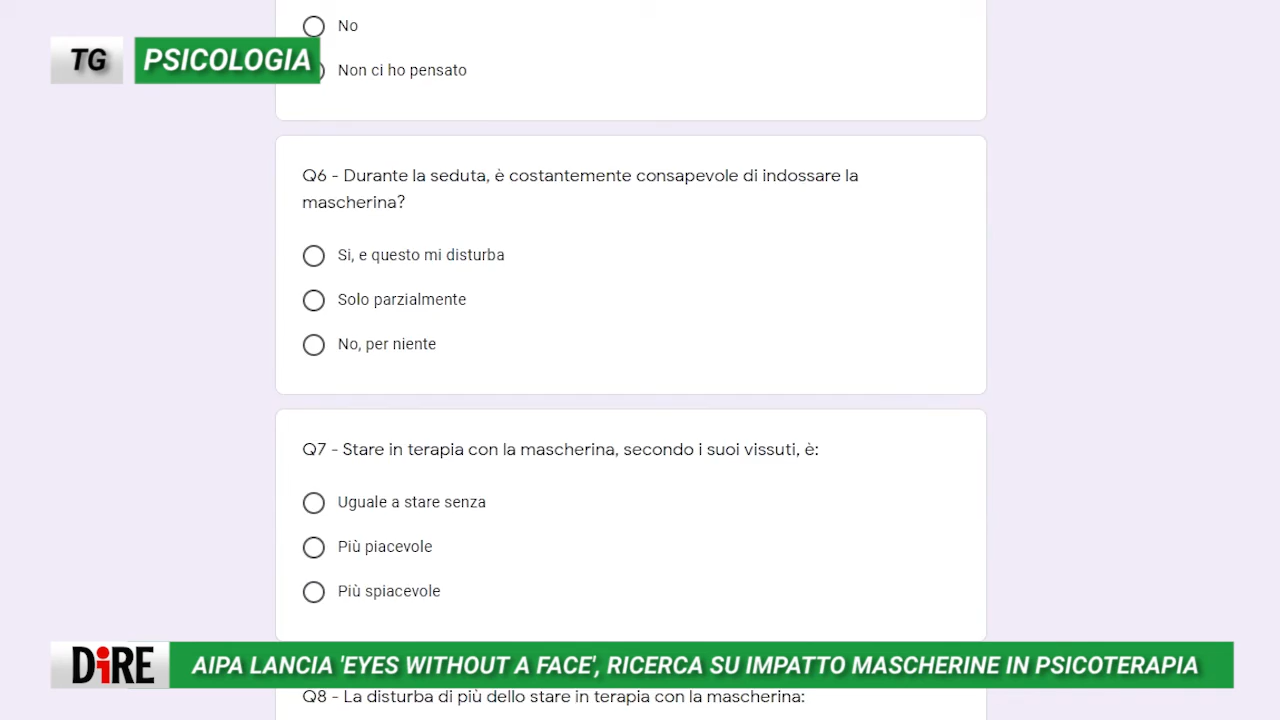 No
TG PSICOLOGIA
Non ci ho pensato
Q6 - Durante la seduta, è costantemente consapevole di indossare la
mascherina?
Si, e questo mi disturba
Solo parzialmente
No, per niente
Q7 - Stare in terapia con la mascherina, secondo i suoi vissuti, è:
Uguale a stare senza
Più piacevole
Più spiacevole
DiRE AIPA LANCIA 'EYES WITHOUT A FACE', RICERCA SU IMPATTO MASCHERINE IN PSICOTERAPIA
Q8 - La disturba di più dello stare in terapia con la mascherina: